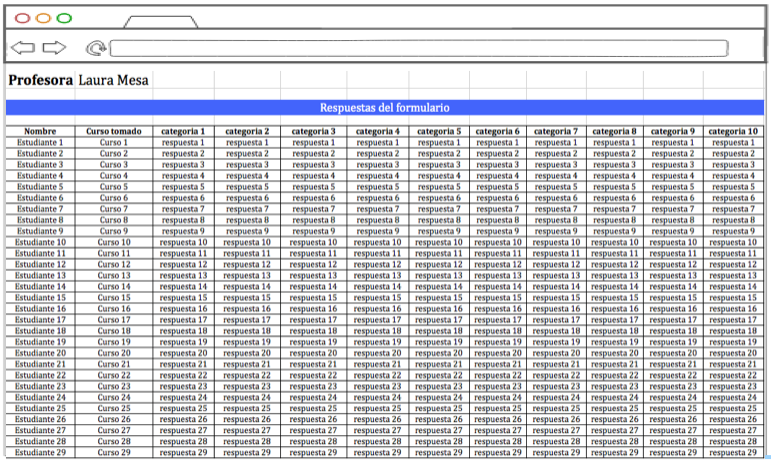 Profesora Laura Mesa
Respuestas del formulario
Nombre Curso tomado categoria 1 categoria 2 categoria 3 categoria 4 categoria 5 categoria 6 categoria 7 categoria 8 categoria 9 categoria 10
Estudiante 1 Curso 1 respuesta 1 respuesta 1 respuesta 1 respuesta 1 respuesta 1 respuesta 1 respuesta 1 respuesta 1 respuesta 1 respuesta 1
Estudiante 2 Curso 2 respuesta 2 respuesta 2 respuesta 2 respuesta 2 respuesta 2 respuesta 2 respuesta 2 respuesta 2 respuesta 2 respuesta 2
Estudiante 3 Curso 3 respuesta 3 respuesta 3 respuesta 3 respuesta 3 respuesta 3 respuesta 3 respuesta 3 respuesta 3 respuesta 3 respuesta 3
Estudiante 4 Curso 4 respuesta 4 respuesta 4 respuesta 4 respuesta 4 respuesta 4 respuesta 4 respuesta 4 respuesta 4 respuesta 4 respuesta 4
Estudiante 5 Curso 5 respuesta 5 respuesta 5 respuesta 5 respuesta 5 respuesta 5 respuesta 5 respuesta 5 respuesta 5 respuesta 5 respuesta 5
Estudiante 6 Curso 6 respuesta 6 respuesta 6 respuesta 6 respuesta 6 respuesta 6 respuesta 6 respuesta 6 respuesta 6 respuesta 6 respuesta 6
Estudiante 7 Curso 7 respuesta 7 respuesta 7 respuesta 7 respuesta 7 respuesta 7 respuesta 7 respuesta 7 respuesta 7 respuesta 7 respuesta 7
Estudiante 8 Curso 8 respuesta 8 respuesta 8 respuesta 8 respuesta 8 respuesta 8 respuesta 8 respuesta 8 respuesta 8 respuesta 8 respuesta 8
Estudiante 9 Curso 9 respuesta 9 respuesta 9 respuesta 9 respuesta 9 respuesta 9 respuesta 9 respuesta 9 respuesta 9 respuesta 9 respuesta 9
Estudiante 10 Curso 10 respuesta 10 respuesta 10 respuesta 10 respuesta 10 respuesta 10 respuesta 10 respuesta 10 respuesta 10 respuesta 10 respuesta 10
Estudiante 11 Curso 11 respuesta 11 respuesta 11 respuesta 11 respuesta 11 respuesta 11 respuesta 11 respuesta 11 respuesta 11 respuesta 11 respuesta 11
Estudiante 12 Curso 12 respuesta 12 respuesta 12 respuesta 12 respuesta 12 respuesta 12 respuesta 12 respuesta 12 respuesta 12 respuesta 12 respuesta 12
Estudiante 13 Curso 13 respuesta 13 respuesta 13 respuesta 13 respuesta 13 respuesta 13 respuesta 13 respuesta 13 respuesta 13 respuesta 13 respuesta 13
Estudiante 14 Curso 14 respuesta 14 respuesta 14 respuesta 14 respuesta 14 respuesta 14 respuesta 14 respuesta 14 respuesta 14 respuesta 14 respuesta 14
Estudiante 15 Curso 15 respuesta 15 respuesta 15 respuesta 15 respuesta 15 respuesta 15 respuesta 15 respuesta 15 respuesta 15 respuesta 15 respuesta 15
Estudiante 16 Curso 16 respuesta 16 respuesta 16 respuesta 16 respuesta 16 respuesta 16 respuesta 16 respuesta 16 respuesta 16 respuesta 16 respuesta 16
Estudiante 17 Curso 17 respuesta 17 respuesta 17 respuesta 17 respuesta 17 respuesta 17 respuesta 17 respuesta 17 respuesta 17 respuesta 17 respuesta 17
Estudiante 18 Curso 18 respuesta 18 respuesta 18 respuesta 18 respuesta 18 respuesta 18 respuesta 18 respuesta 18 respuesta 18 respuesta 18 respuesta 18
Estudiante 19 Curso 19 respuesta 19 respuesta 19 respuesta 19 respuesta 19 respuesta 19 respuesta 19 respuesta 19 respuesta 19 respuesta 19 respuesta 19
Estudiante 20 Curso 20 respuesta 20 respuesta 20 respuesta 20 respuesta 20 respuesta 20 respuesta 20 respuesta 20 respuesta 20 respuesta 20 respuesta 20
Estudiante 21 Curso 21 respuesta 21 respuesta 21 respuesta 21 respuesta 21 respuesta 21 respuesta 21 respuesta 21 respuesta 21 respuesta 21 respuesta 21
Estudiante 22 Curso 22 respuesta 22 respuesta 22 respuesta 22 respuesta 22 respuesta 22 respuesta 22 respuesta 22 respuesta 22 respuesta 22 respuesta 22
Estudiante 23 Curso 23 respuesta 23 respuesta 23 respuesta 23 respuesta 23 respuesta 23 respuesta 23 respuesta 23 respuesta 23 respuesta 23 respuesta 23
Estudiante 24 Curso 24 respuesta 24 respuesta 24 respuesta 24 respuesta 24 respuesta 24 respuesta 24 respuesta 24 respuesta 24 respuesta 24 respuesta 24
Estudiante 25 Curso 25 respuesta 25 respuesta 25 respuesta 25 respuesta 25 respuesta 25 respuesta 25 respuesta 25 respuesta 25 respuesta 25 respuesta 25
Estudiante 26 Curso 26 respuesta 26 respuesta 26 respuesta 26 respuesta 26 respuesta 26 respuesta 26 respuesta 26 respuesta 26 respuesta 26 respuesta 26
Estudiante 27 Curso 27 respuesta 27 respuesta 27 respuesta 27 respuesta 27 respuesta 27 respuesta 27 respuesta 27 respuesta 27 respuesta 27 respuesta 27
Estudiante 28 Curso 28 respuesta 28 respuesta 28 respuesta 28 respuesta 28 respuesta 28 respuesta 28 respuesta 28 respuesta 28 respuesta 28 respuesta 28
Estudiante 29 Curso 29 respuesta 29 respuesta 29 respuesta 29 respuesta 29 respuesta 29 respuesta 29 respuesta 29 respuesta 29 respuesta 29 respuesta 29